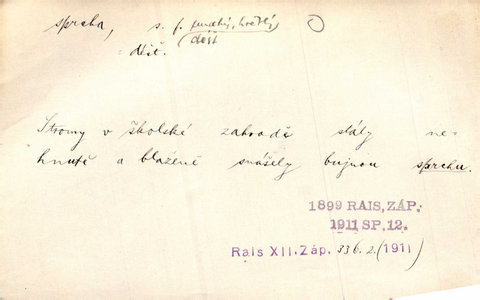 sprcha, s. f. prudký, krátký,
(déšť
= déšť.
Stromy v školské zahradě stály ne-
hnutě a blaženě snášely bujnou sprchu.
1899 RAIS, ZÁP.
1911 SP. 12.
Rais XII. Záp. 336.2. (1911)